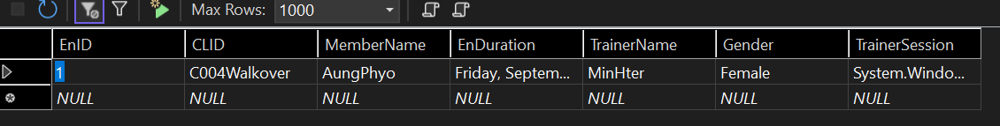 Max Rows: 1000
EnID CLID MemberName EnDuration TrainerName Gender TrainerSession
1 C004Walkover AungPhyo Friday, Septem... MinHter Female System.Windo...
NULL NULL NULL NULL NULL NULL NULL